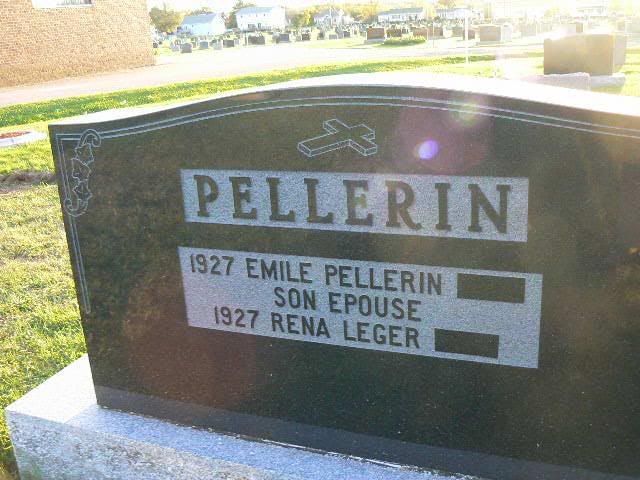 PELLERIN
1927 EMILE PELLERIN
SON EPOUSE
1927 RENA LEGER